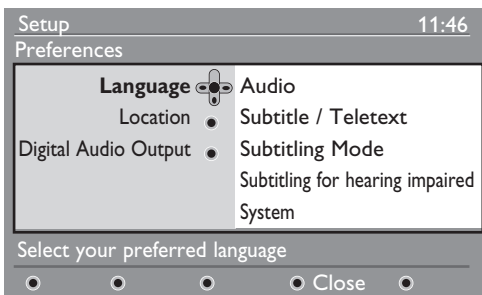 Setup 11:46
Preferences
Language Audio
Location Subtitle / Teletext
Digital Audio Output Subtitling Mode
Subtitling for hearing impaired
System
Select your preferred language
Close